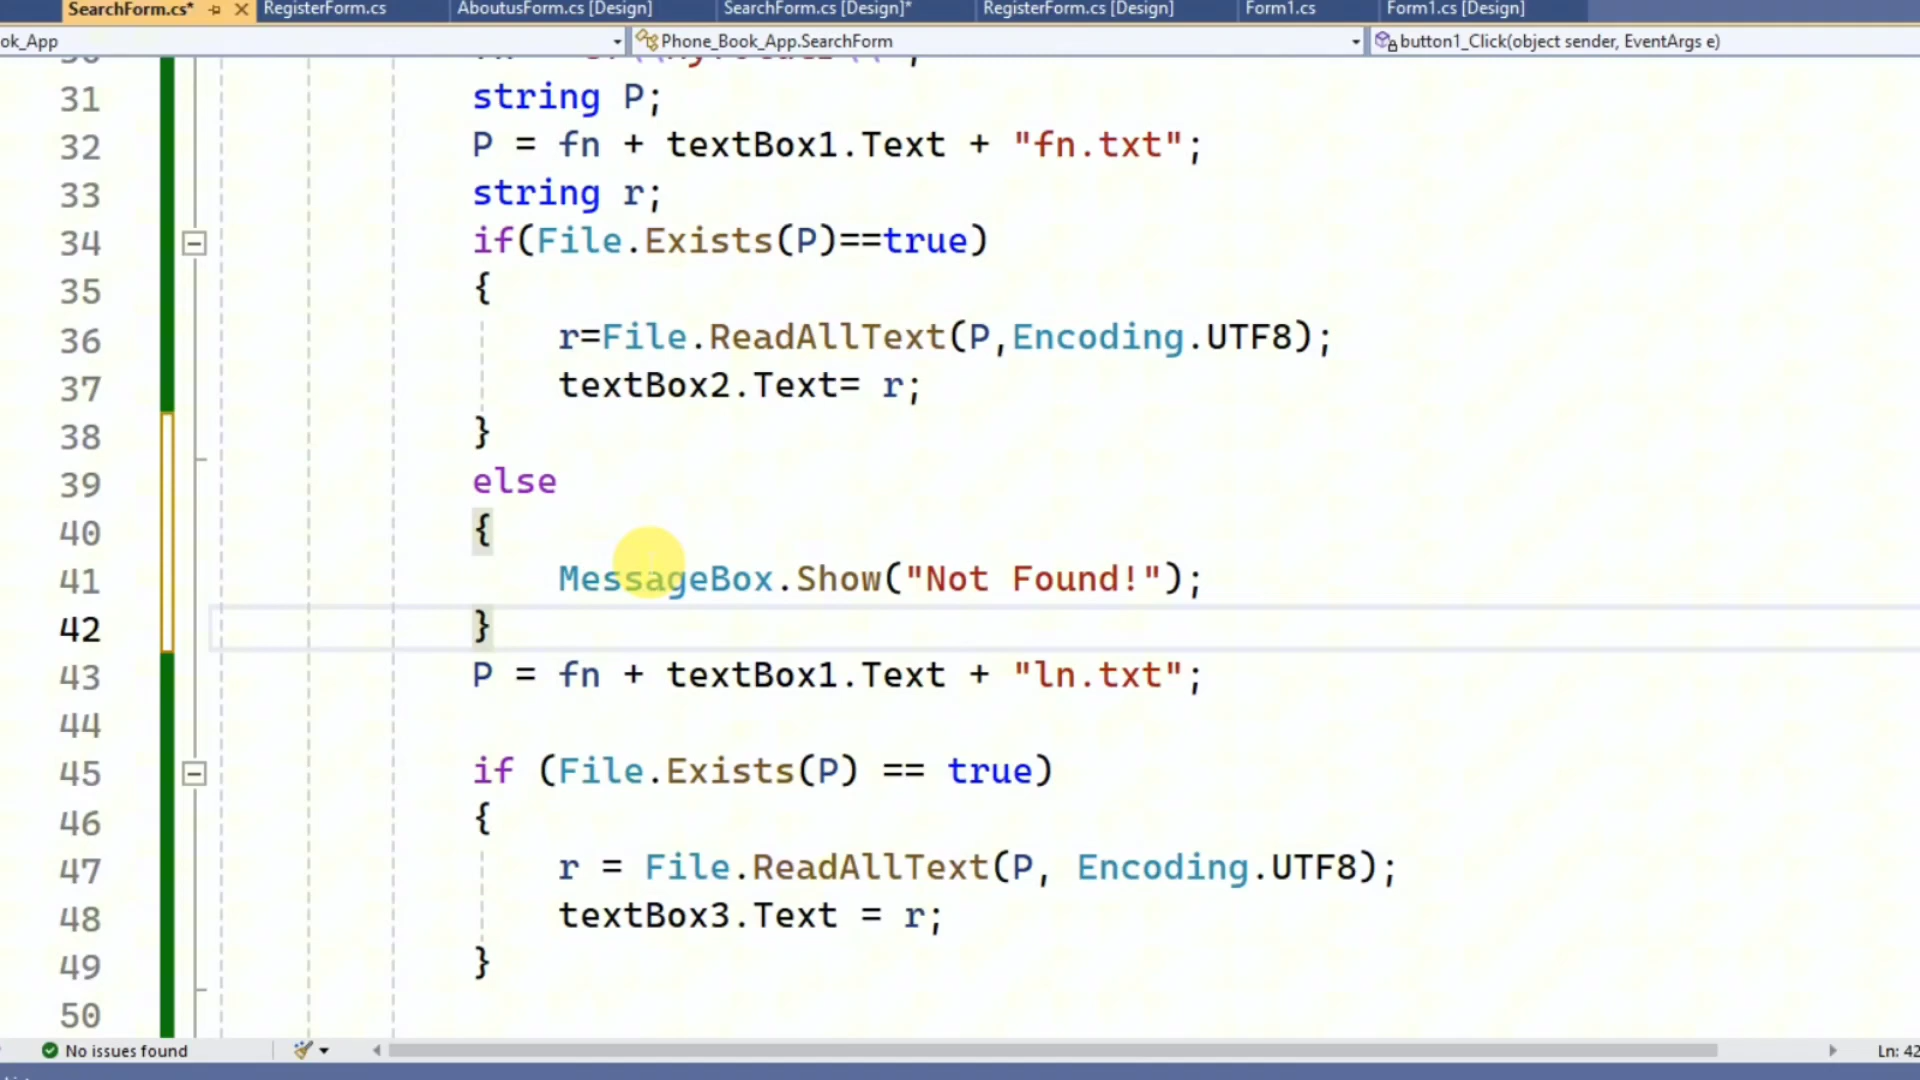 SearchForm.cs* RegisterForm.cs AboutusForm.cs [Design] SearchForm.cs [Design]* RegisterForm.cs [Design] Form1.cs Form1.cs [Design]
ok_App Phone_Book_App.SearchForm button1_Click(object sender, EventArgs e)
31 string P;
32 P = fn + textBox1.Text + "fn.txt";
33 string r;
34 if(File.Exists(P)==true)
35 {
36 r=File.ReadAllText(P,Encoding.UTF8);
37 textBox2.Text= r;
38 }
39 else
40 {
41 MessageBox.Show("Not Found!");
42 }
43 P = fn + textBox1.Text + "ln.txt";
44
45 if (File.Exists(P) == true)
46 {
47 r = File.ReadAllText(P, Encoding.UTF8);
48 textBox3.Text = r;
49 }
50
No issues found Ln: 42